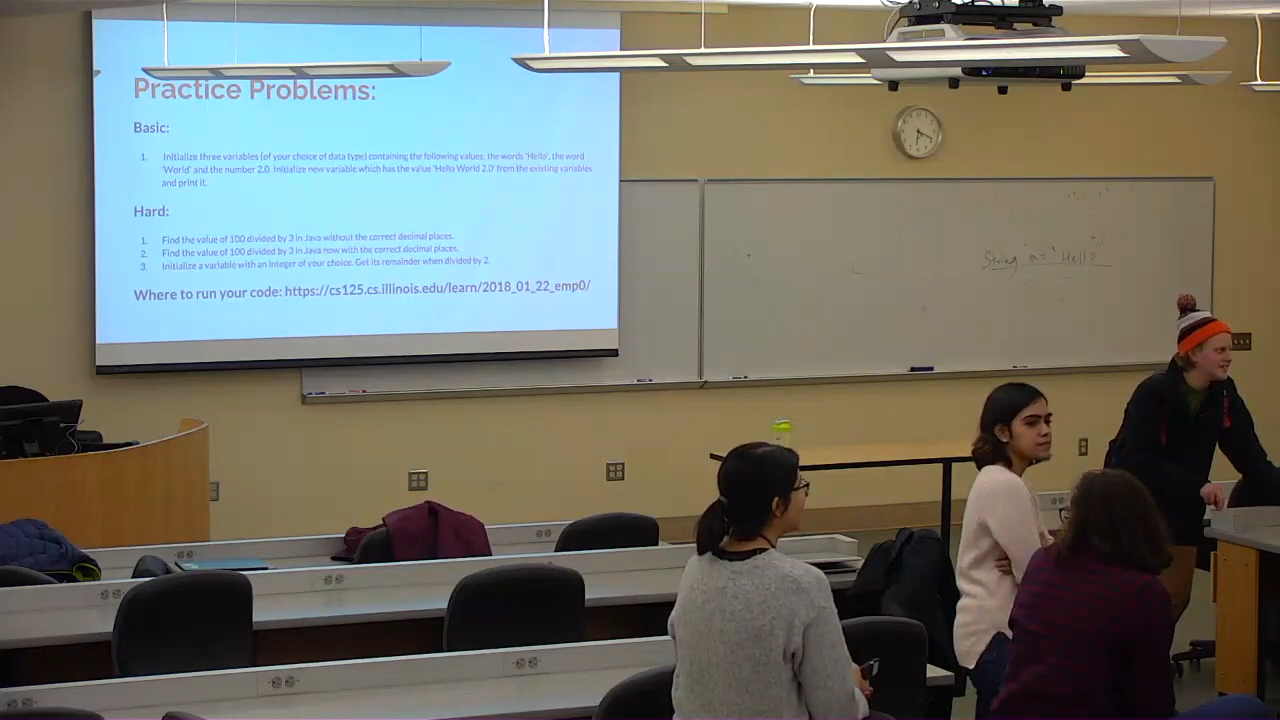 Practice Problems:
Basic:
1. Initialize three variables (of your choice of data type) containing the following values: the words 'Hello', the word
'World' and the number 2.0. Initialize new variable which has the value 'Hello World 2.0' from the existing variables
and print it.
Hard:
1. Find the value of 100 divided by 3 in Java without the correct decimal places.
2. Find the value of 100 divided by 3 in Java now with the correct decimal places.
3. Initialize a variable with an integer of your choice. Get its remainder when divided by 2.
Where to run your code: https://cs125.cs.illinois.edu/learn/2018_01_22_emp0/
String a = "Hello"